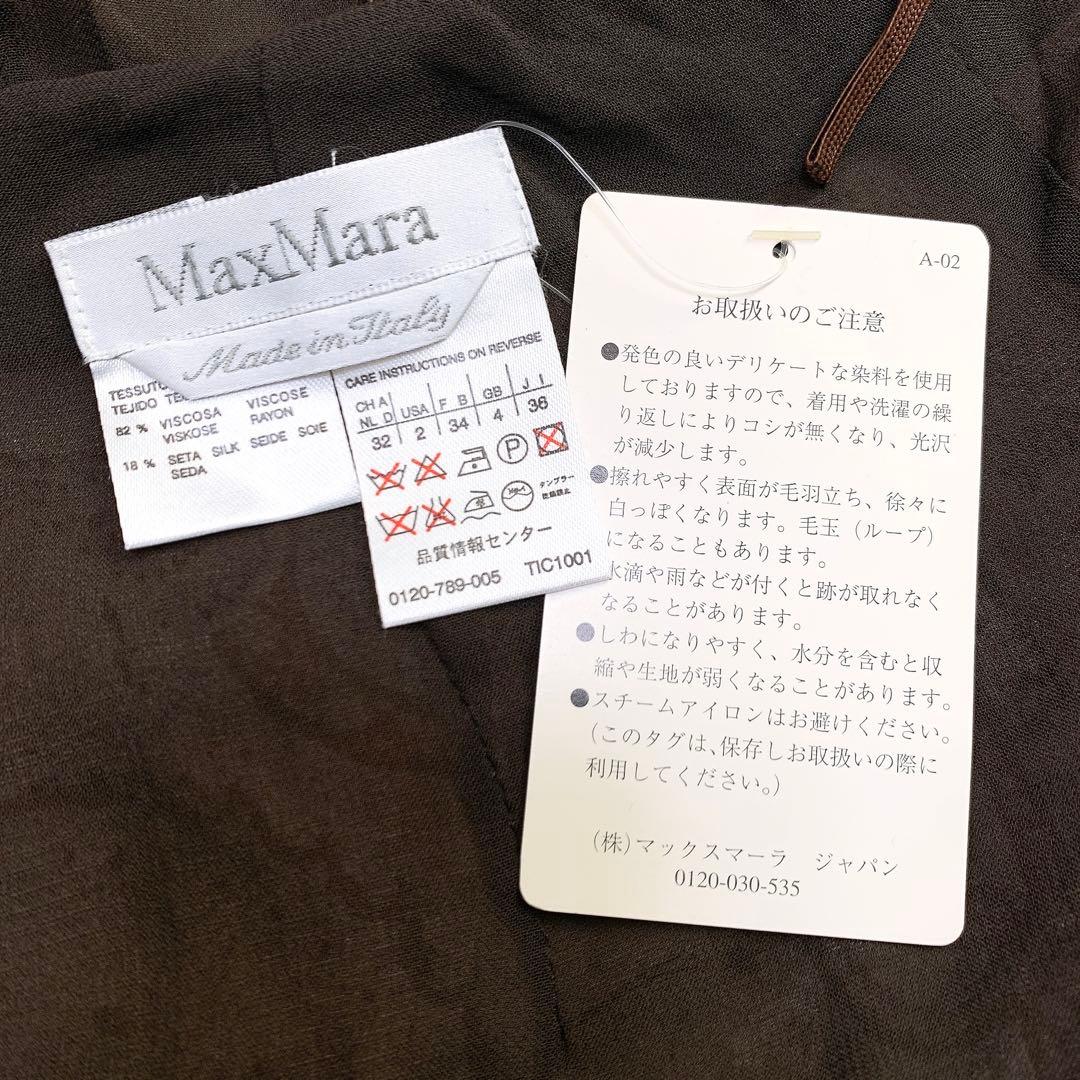 MaxMara
Made in Italy
TESSUTO
TEJIDO
82 % VISCOSA VISCOSE
VISKOSE RAYON
18 % SETA SILK SEIDE SOIE
SEDA
CARE INSTRUCTIONS ON REVERSE
CH A USA F B GB J I
NL D
32 2 34 4 36
P
タンブラー
乾燥禁止
品質情報センター
0120-789-005 TIC1001
A-02
お取扱いのご注意
●発色の良いデリケートな染料を使用
しておりますので、着用や洗濯の繰
り返しによりコシが無くなり、光沢
が減少します。
●擦れやすく表面が毛羽立ち、徐々に
白っぽくなります。毛玉（ループ）
になることもあります。
水滴や雨などが付くと跡が取れなく
なることがあります。
●しわになりやすく、水分を含むと収
縮や生地が弱くなることがあります。
●スチームアイロンはお避けください。
（このタグは、保存しお取扱いの際に
利用してください。）
（株）マックスマーラ ジャパン
0120-030-535